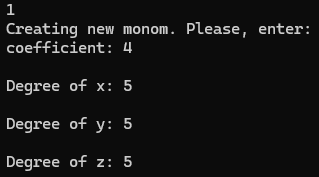 1
Creating new monom. Please, enter:
coefficient: 4
Degree of x: 5
Degree of y: 5
Degree of z: 5